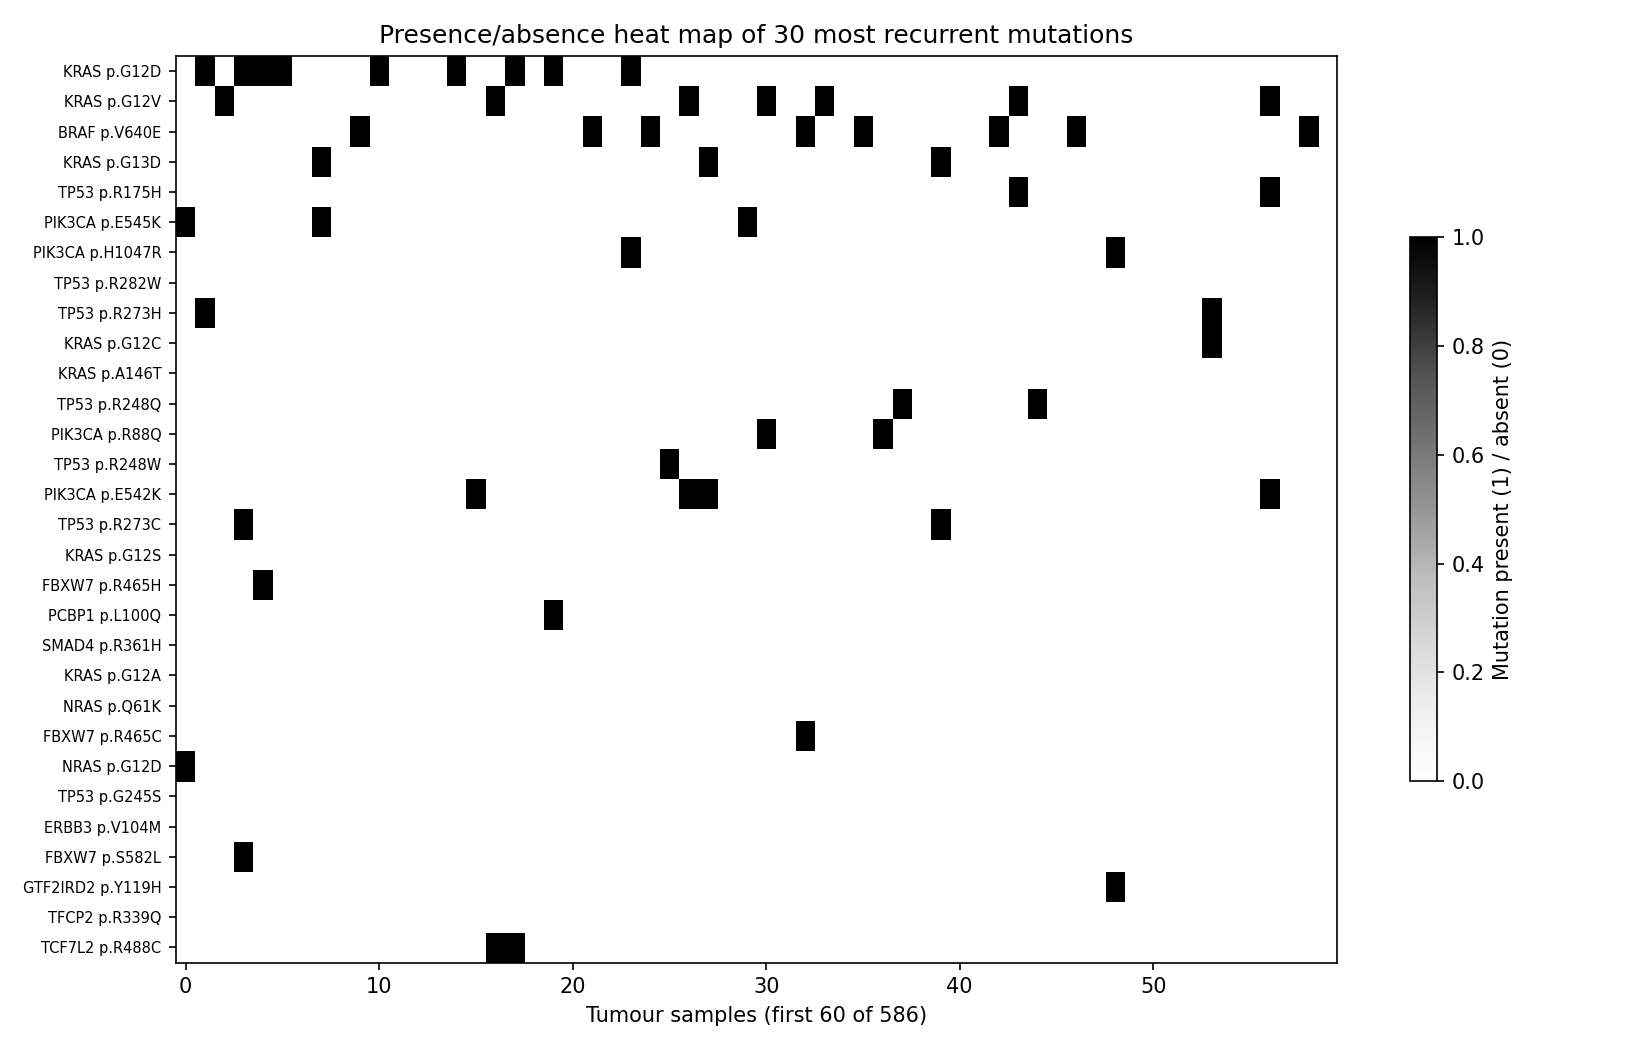 Presence/absence heat map of 30 most recurrent mutations
KRAS p.G12D
KRAS p.G12V
BRAF p.V640E
KRAS p.G13D
TP53 p.R175H
PIK3CA p.E545K
PIK3CA p.H1047R
TP53 p.R282W
TP53 p.R273H
KRAS p.G12C
KRAS p.A146T
TP53 p.R248Q
PIK3CA p.R88Q
TP53 p.R248W
PIK3CA p.E542K
TP53 p.R273C
KRAS p.G12S
FBXW7 p.R465H
PCBP1 p.L100Q
SMAD4 p.R361H
KRAS p.G12A
NRAS p.Q61K
FBXW7 p.R465C
NRAS p.G12D
TP53 p.G245S
ERBB3 p.V104M
FBXW7 p.S582L
GTF2IRD2 p.Y119H
TFCP2 p.R339Q
TCF7L2 p.R488C
0 10 20 30 40 50
Tumour samples (first 60 of 586)
1.0
0.8
0.6
0.4
0.2
0.0
Mutation present (1) / absent (0)